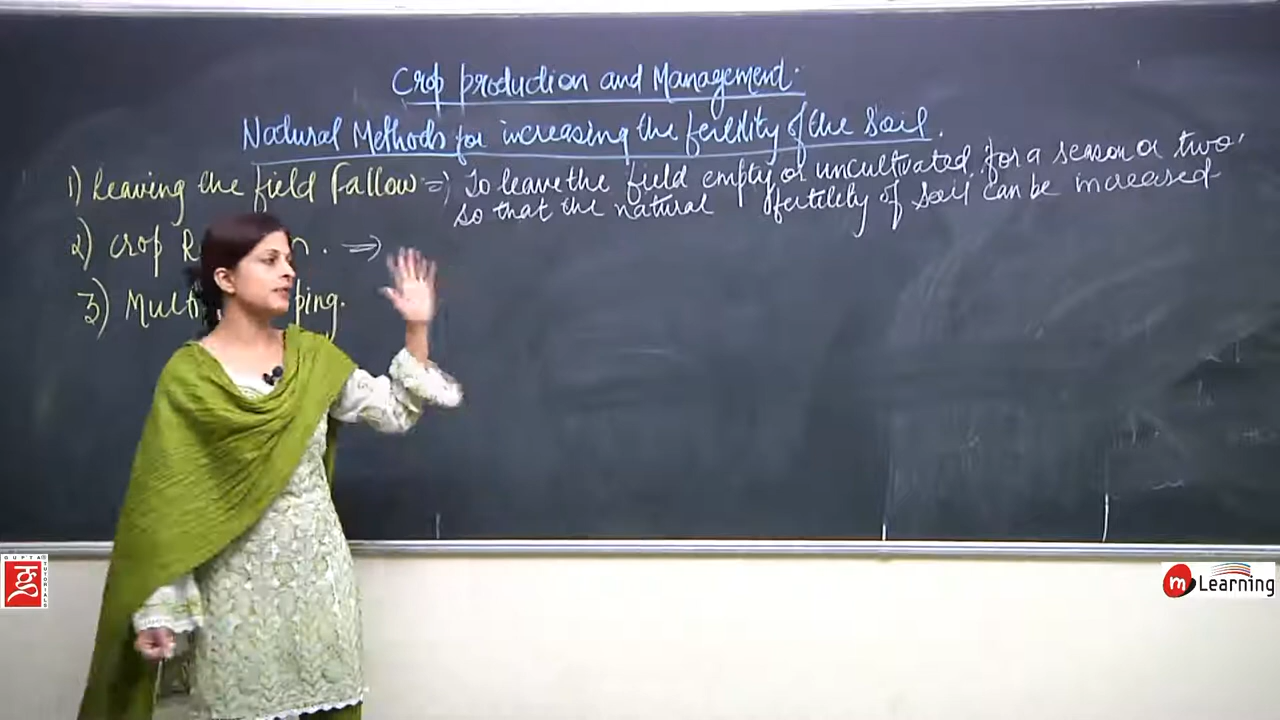 Crop production and Management.
Natural Methods for increasing the fertility of the soil.
1) Leaving the field fallow => To leave the field empty or uncultivated for a season or two.
so that the natural fertility of soil can be increased
2) Crop R n. =>
3) Mult ping.
GUPTA TUTORIALS
m Learning